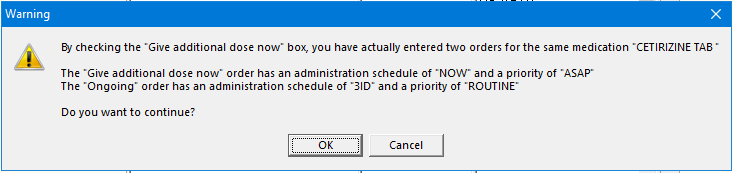 Warning
By checking the "Give additional dose now" box, you have actually entered two orders for the same medication "CETIRIZINE TAB "
The "Give additional dose now" order has an administration schedule of "NOW" and a priority of "ASAP"
The "Ongoing" order has an administration schedule of "3ID" and a priority of "ROUTINE"
Do you want to continue?
OK
Cancel